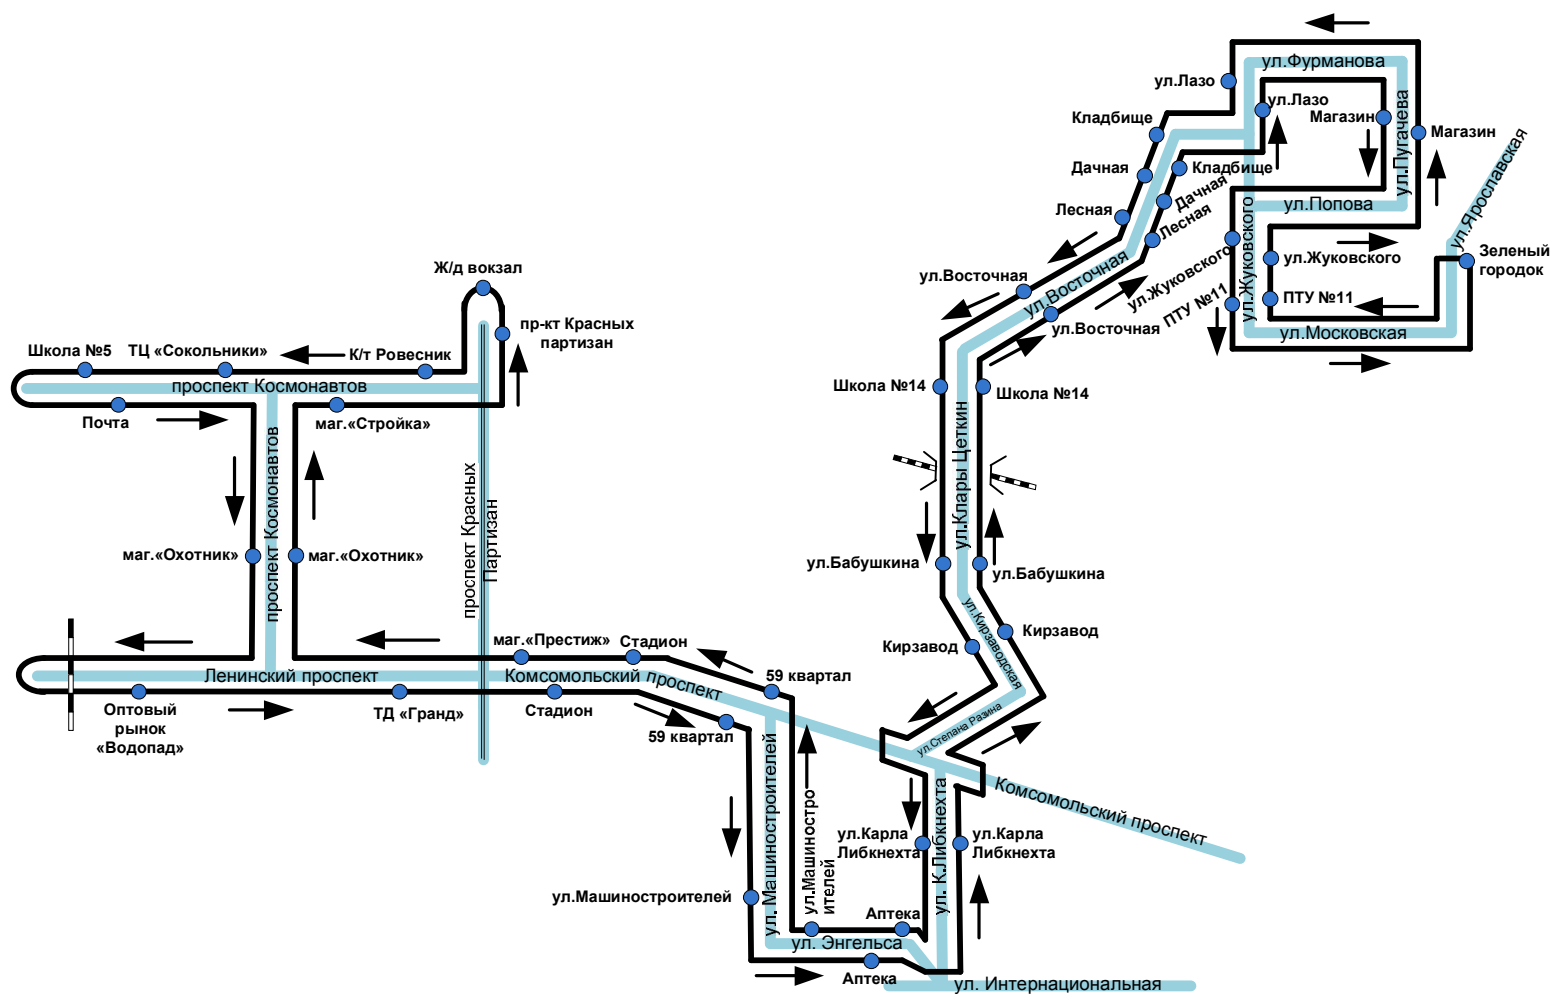 ул.Фурманова
ул.Лазо
ул.Лазо
Магазин
ул.Пугачева
Магазин
Кладбище
ул.Ярославская
Дачная
Кладбище
Дачная
Лесная
Лесная
ул.Попова
ул.Жуковского
ул.Восточная
ул.Восточная
ул.Жуковского
ул.Жуковского
Зеленый
городок
ПТУ №11
ПТУ №11
ул.Восточная
ул.Московская
Ж/д вокзал
пр-кт Красных
партизан
Школа №5
ТЦ «Сокольники»
К/т Ровесник
проспект Космонавтов
Почта
маг.«Стройка»
Школа №14
Школа №14
проспект Космонавтов
проспект Красных
Партизан
ул.Клары Цеткин
маг.«Охотник»
маг.«Охотник»
ул.Бабушкина
ул.Бабушкина
ул.Кирзаводская
Кирзавод
Кирзавод
маг.«Престиж»
Стадион
59 квартал
Ленинский проспект
Комсомольский проспект
Оптовый
рынок
«Водопад»
ТД «Гранд»
Стадион
59 квартал
ул.Степана Разина
Комсомольский проспект
ул. Машиностроителей
ул.Машиностро
ителей
ул.Карла
Либкнехта
ул. К.Либкнехта
ул.Карла
Либкнехта
ул.Машиностроителей
Аптека
ул. Энгельса
Аптека
ул. Интернациональная